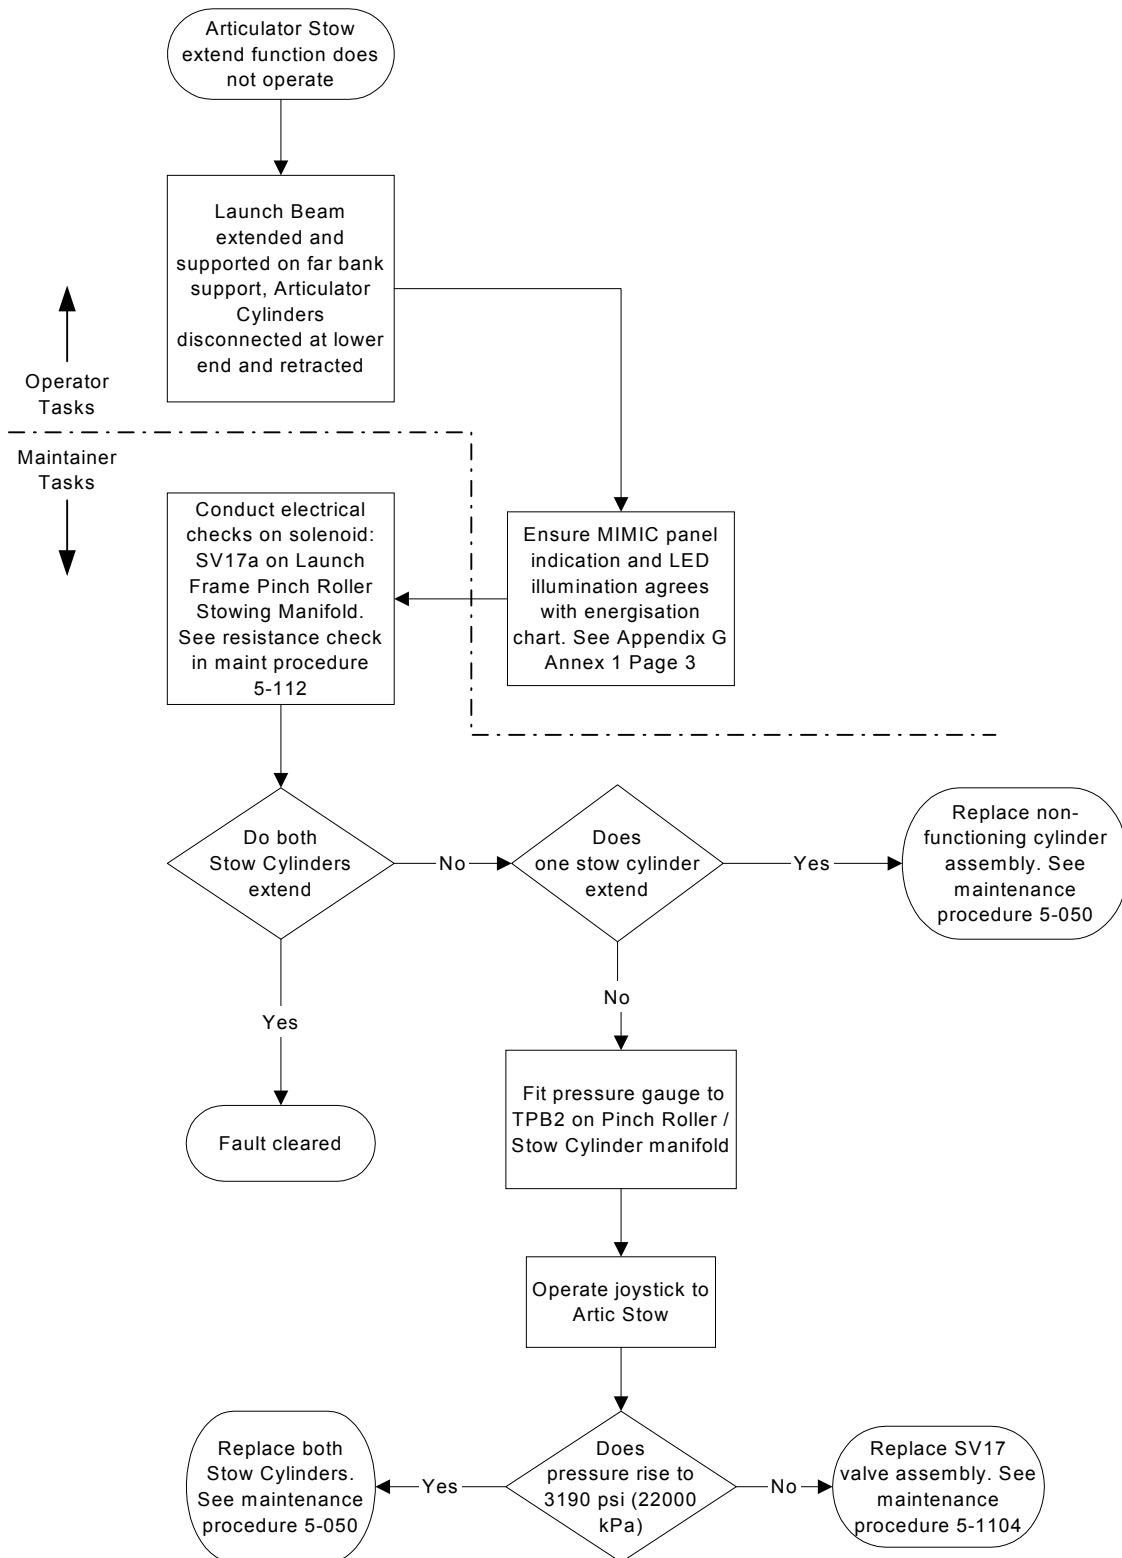 Articulator Stow
extend function does
not operate
Launch Beam
extended and
supported on far bank
support, Articulator
Cylinders
disconnected at lower
end and retracted
Operator
Tasks
Maintainer
Tasks
Conduct electrical
checks on solenoid:
SV17a on Launch
Frame Pinch Roller
Stowing Manifold.
See resistance check
in maint procedure
5-112
Ensure MIMIC panel
indication and LED
illumination agrees
with energisation
chart. See Appendix G
Annex 1 Page 3
Do both
Stow Cylinders
extend
No
Does
one stow cylinder
extend
Yes
Replace non-
functioning cylinder
assembly. See
maintenance
procedure 5-050
Yes
No
Fault cleared
Fit pressure gauge to
TPB2 on Pinch Roller /
Stow Cylinder manifold
Operate joystick to
Artic Stow
Does
pressure rise to
3190 psi (22000
kPa)
Yes
Replace both
Stow Cylinders.
See maintenance
procedure 5-050
No
Replace SV17
valve assembly. See
maintenance
procedure 5-1104